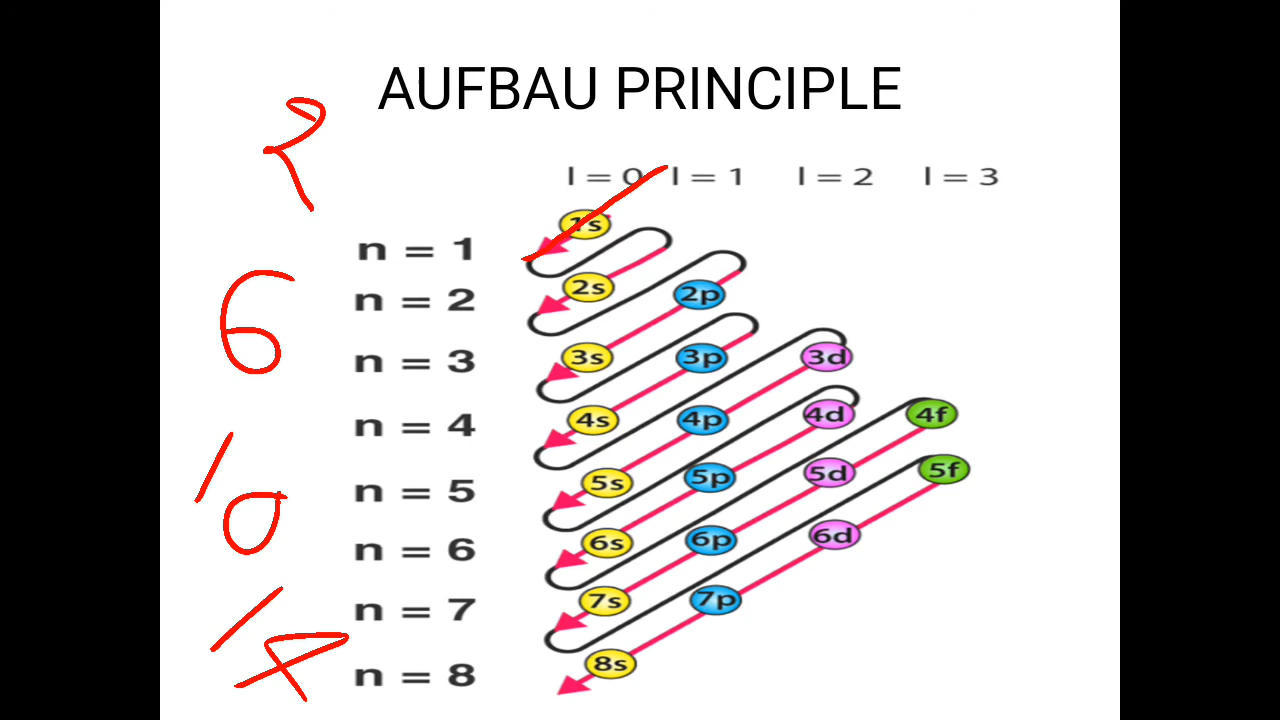 AUFBAU PRINCIPLE
2
l = 0 l = 1 l = 2 l = 3
1s
n = 1
6
n = 2 2s 2p
n = 3 3s 3p 3d
n = 4 4s 4p 4d 4f
10
n = 5 5s 5p 5d 5f
n = 6 6s 6p 6d
n = 7 7s 7p
n = 8 8s